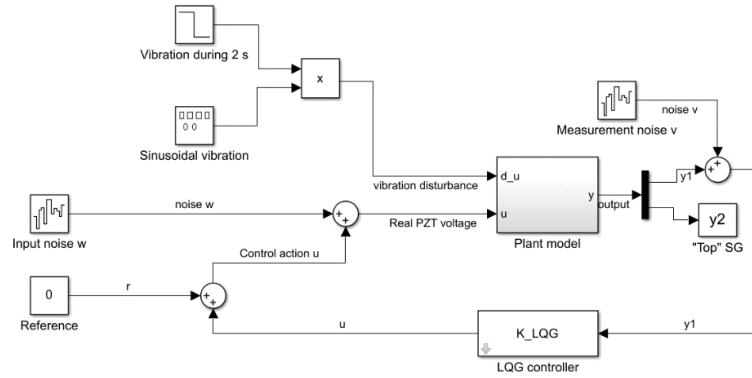 Vibration during 2 s
x
Sinusoidal vibration
noise v
Measurement noise v
vibration disturbance
d_u
y
output
y1
noise w
Real PZT voltage
u
Plant model
y2
"Top" SG
Input noise w
Control action u
0
r
Reference
u
K_LQG
y1
LQG controller